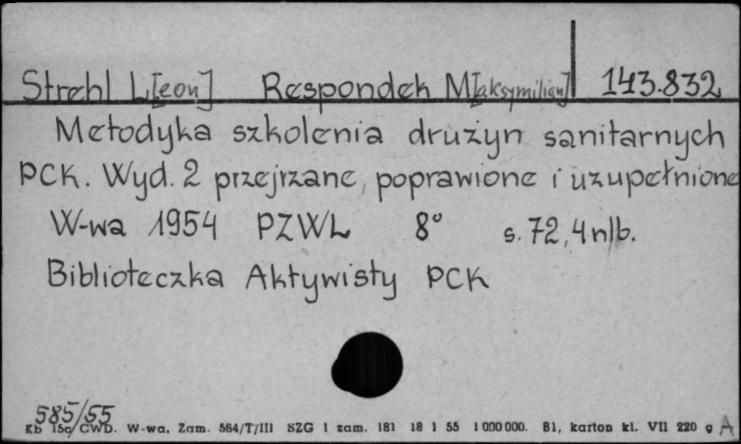 Strehl L[eon] Respondek M[aksymilian] 143.832
Metodyka szkolenia drużyn sanitarnych
PCK. Wyd. 2 przejrzane, poprawione i uzupełnione
W-wa 1954 PZWL 8° s. 72, 4 nlb.
Biblioteczka Aktywisty PCK
585/55
Kb 15c/CWD. W-wa. Zam. 564/T/III SZG 1 zam. 181 18 1 55 1 000 000. B1, karton kl. VII 220 g A